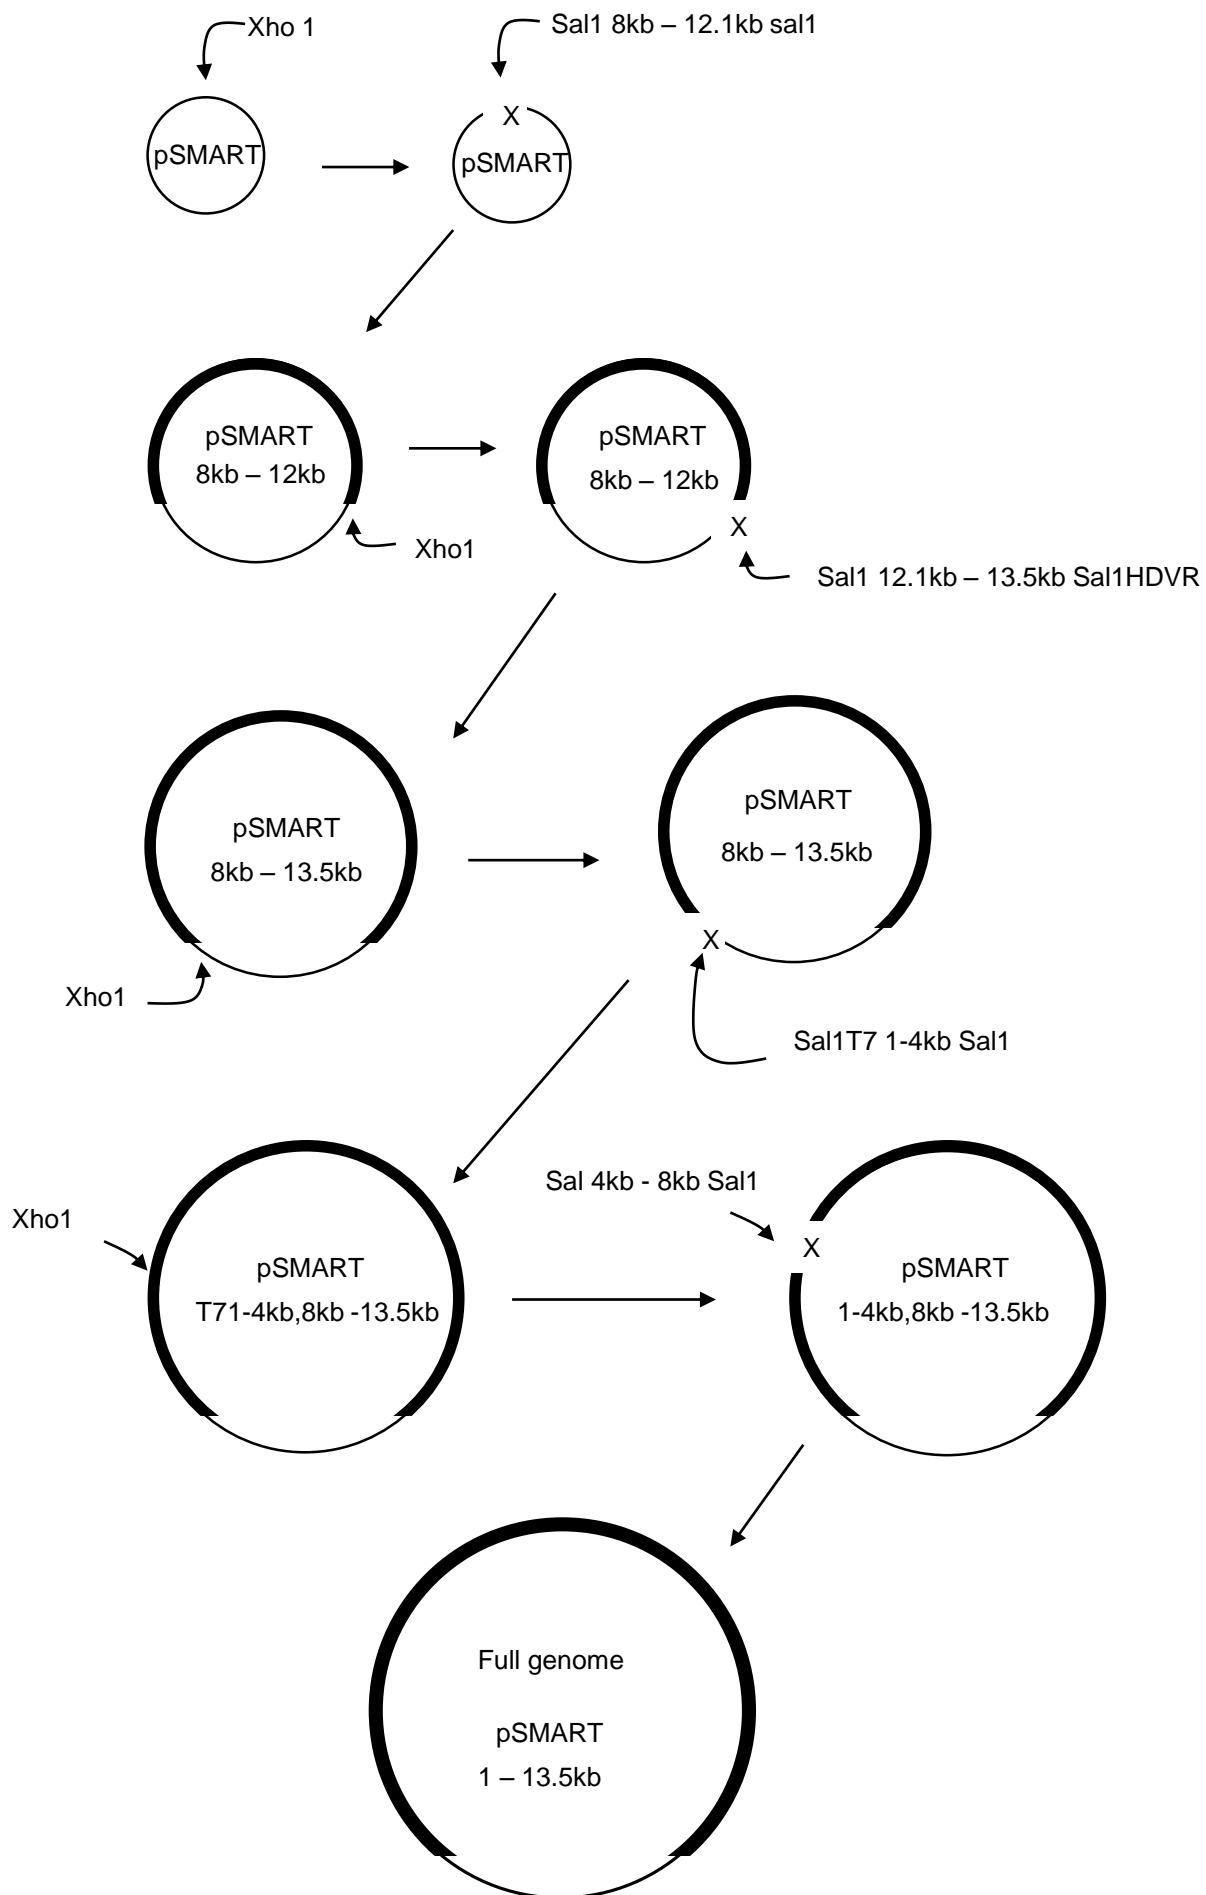 Xho 1
Sal1 8kb – 12.1kb sal1
X
pSMART
pSMART
pSMART
8kb – 12kb
Xho1
pSMART
8kb – 12kb
X
Sal1 12.1kb – 13.5kb Sal1HDVR
pSMART
8kb – 13.5kb
Xho1
pSMART
8kb – 13.5kb
X
Sal1T7 1-4kb Sal1
Xho1
pSMART
T71-4kb,8kb -13.5kb
Sal 4kb - 8kb Sal1
X
pSMART
1-4kb,8kb -13.5kb
Full genome
pSMART
1 – 13.5kb